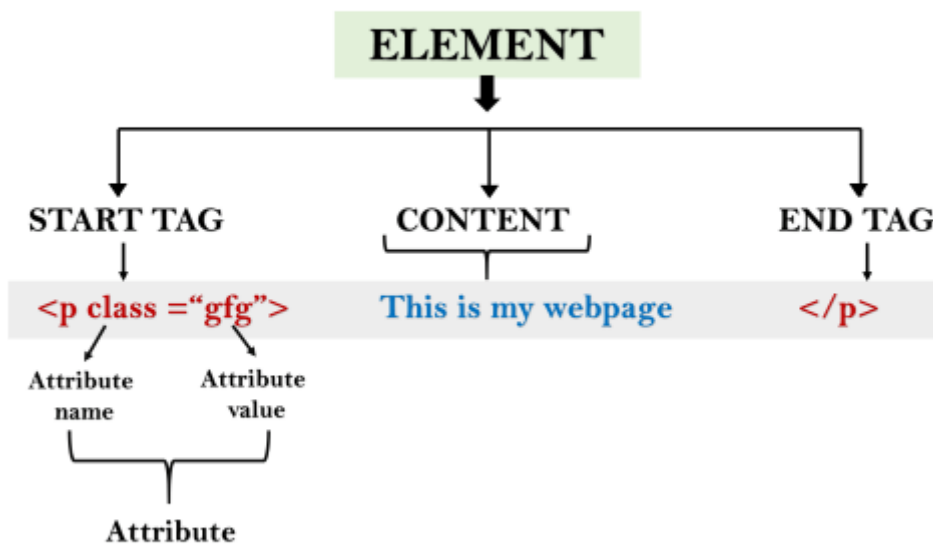 ELEMENT
START TAG CONTENT END TAG
<p class =“gfg”> This is my webpage </p>
Attribute name
Attribute value
Attribute